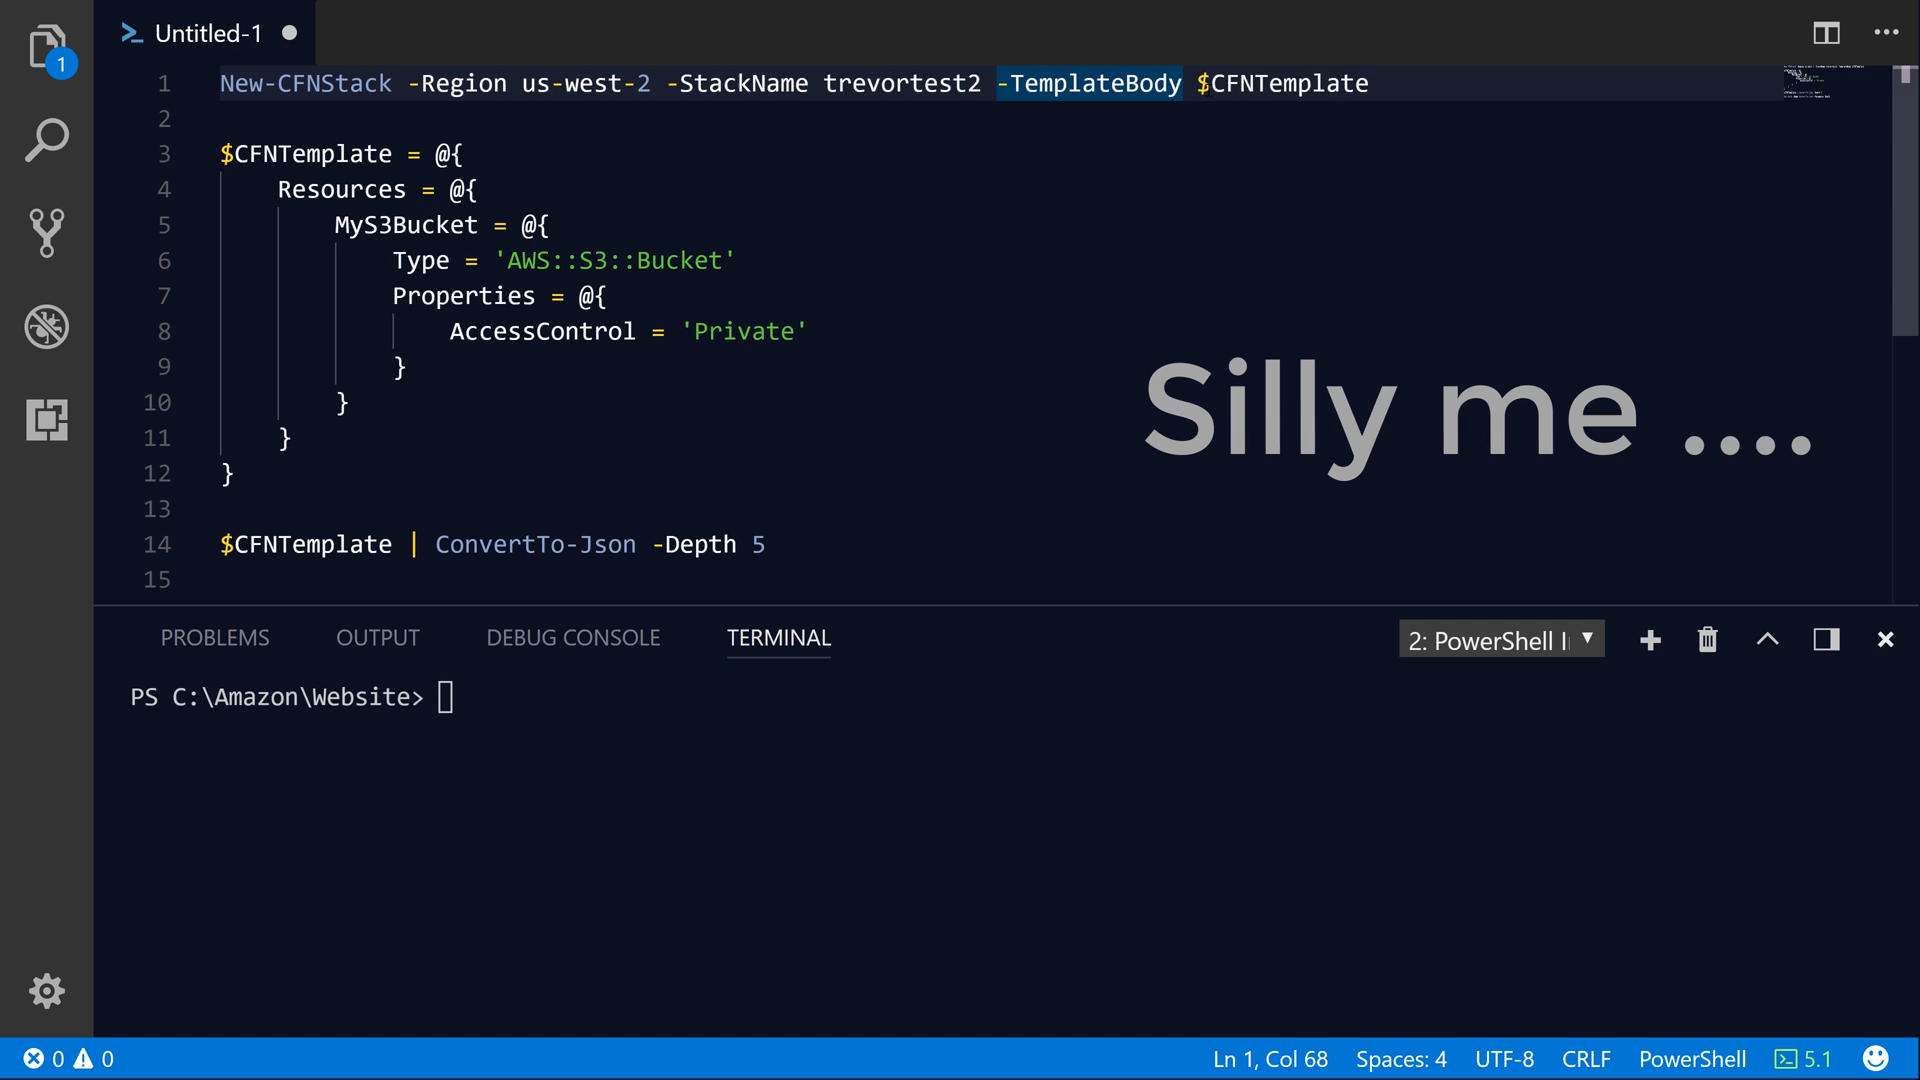 1
Untitled-1
1 New-CFNStack -Region us-west-2 -StackName trevortest2 -TemplateBody $CFNTemplate
2
3 $CFNTemplate = @{
4 Resources = @{
5 MyS3Bucket = @{
6 Type = 'AWS::S3::Bucket'
7 Properties = @{
8 AccessControl = 'Private'
9 }
10 }
11 }
12 }
13
14 $CFNTemplate | ConvertTo-Json -Depth 5
15
Silly me ....
PROBLEMS OUTPUT DEBUG CONSOLE TERMINAL 2: PowerShell
PS C:\Amazon\Website>
0 0 Ln 1, Col 68 Spaces: 4 UTF-8 CRLF PowerShell 5.1